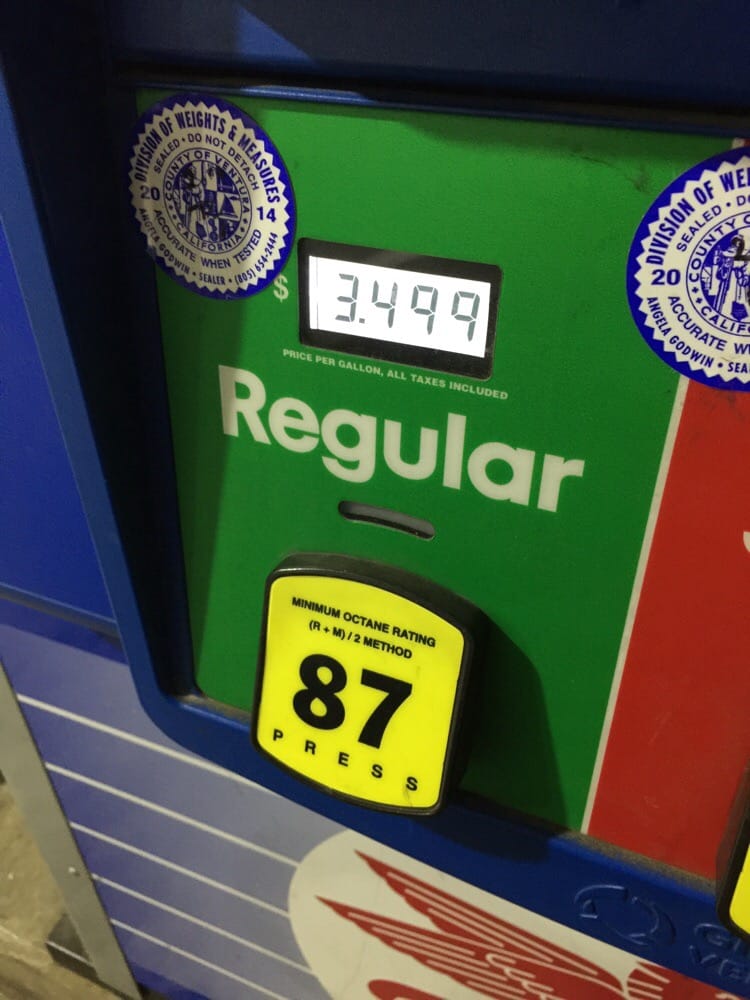 DIVISION OF WEIGHTS & MEASURES
SEALED • DO NOT DETACH
COUNTY OF VENTURA
CALIFORNIA
20 14
ACCURATE WHEN TESTED
ANGELA GODWIN • SEALER • (805) 654-2444
DIVISION OF WEI
SEALED • DO
COUNTY
CALIF
20
ACCURATE W
ANGELA GODWIN • SEA
$ 3.499
PRICE PER GALLON, ALL TAXES INCLUDED
Regular
MINIMUM OCTANE RATING
(R + M) / 2 METHOD
87
PRESS